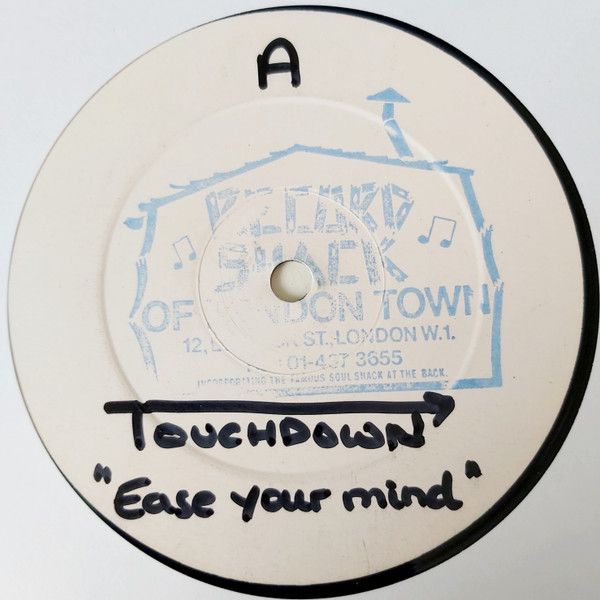 A
RECORD
SHACK
OF LONDON TOWN
12, ST., LONDON W.1.
01-437 3655
INCORPORATING THE FAMOUS SOUL SHACK AT THE BACK.
TOUCHDOWN
"Ease your mind"